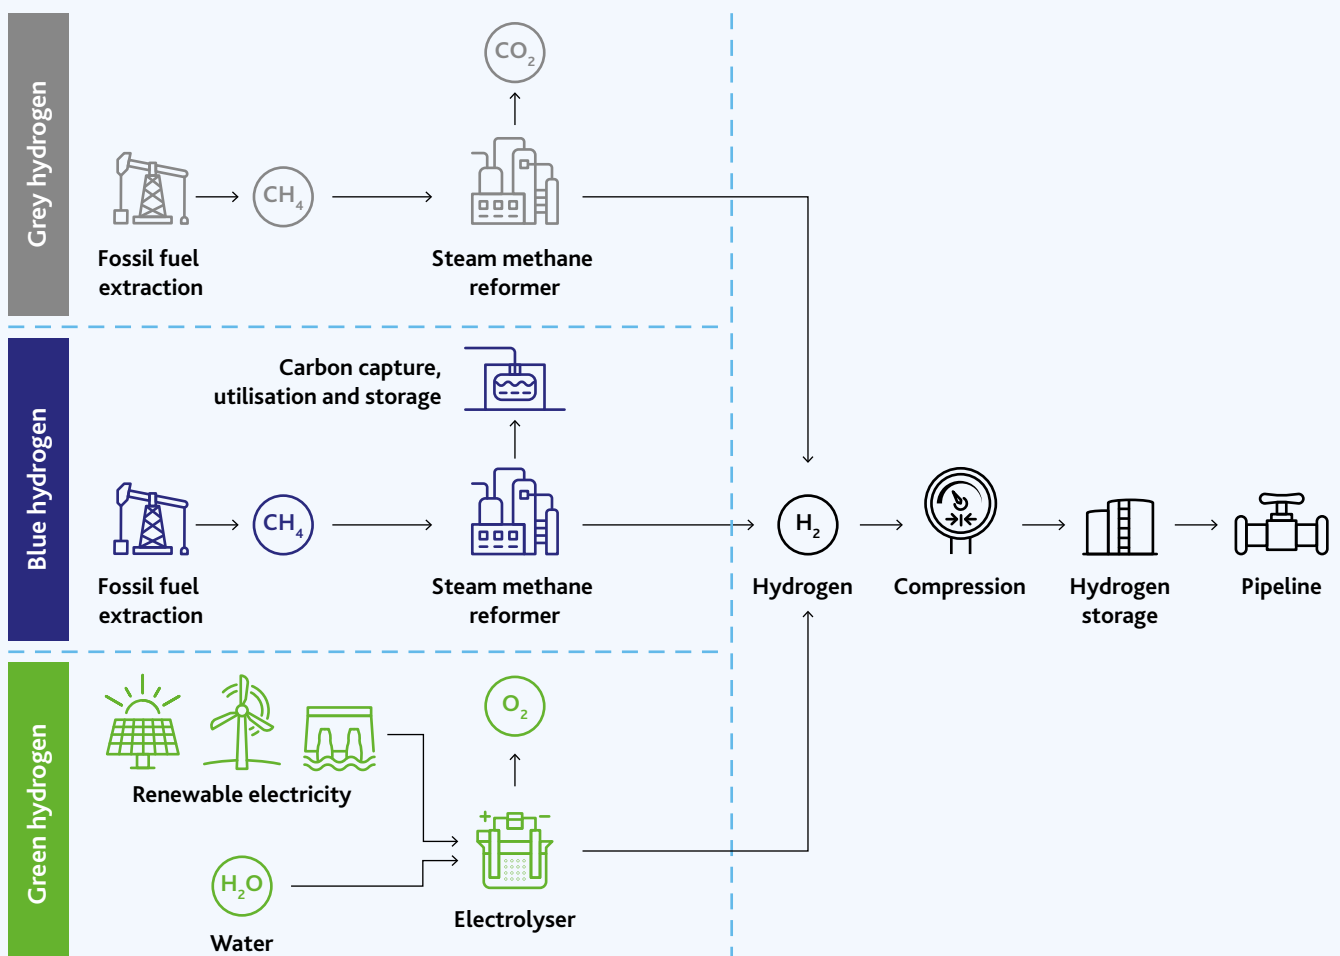 Grey hydrogen
CO₂
CH₄
Fossil fuel
extraction
Steam methane
reformer
Blue hydrogen
Carbon capture,
utilisation and storage
CH₄
Fossil fuel
extraction
Steam methane
reformer
H₂
Hydrogen
Compression
Hydrogen
storage
Pipeline
Green hydrogen
O₂
Renewable electricity
+ −
H₂O
Water
Electrolyser